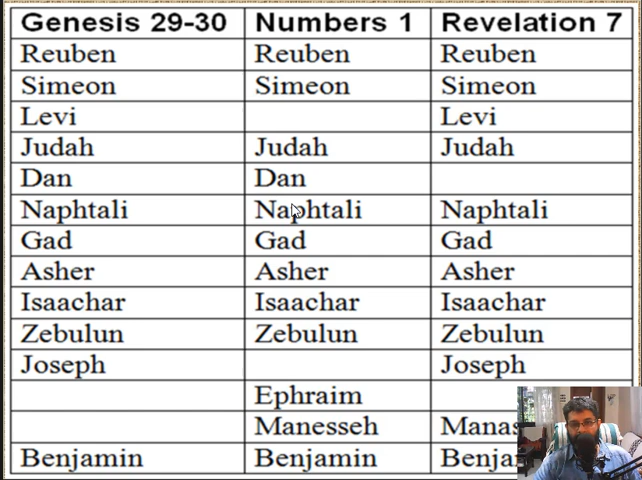 Genesis 29-30 Numbers 1 Revelation 7
Reuben Reuben Reuben
Simeon Simeon Simeon
Levi Levi
Judah Judah Judah
Dan Dan
Naphtali Naphtali Naphtali
Gad Gad Gad
Asher Asher Asher
Isaachar Isaachar Isaachar
Zebulun Zebulun Zebulun
Joseph Joseph
Ephraim
Manesseh
Benjamin Benjamin